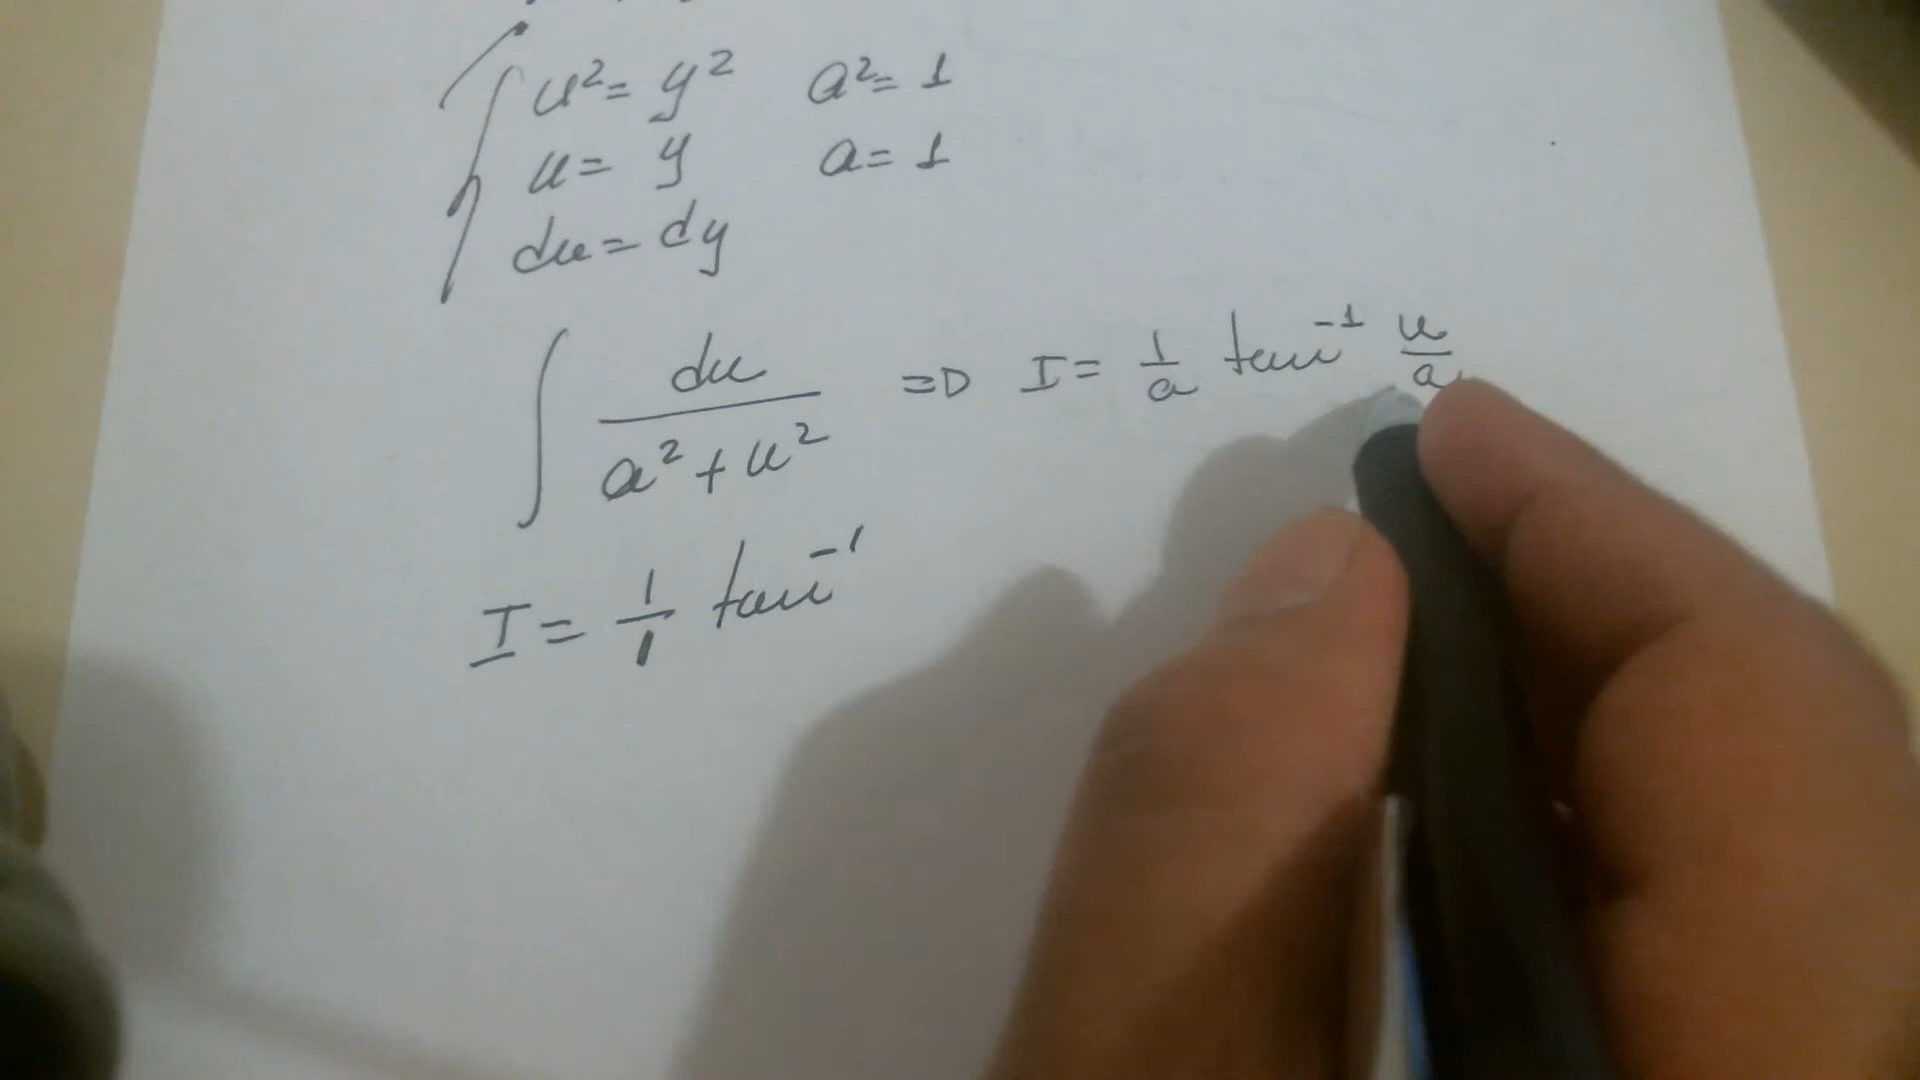 u² = y² a² = 1
u = y a = 1
du = dy
∫ du / (a² + u²) ⇒ I = 1/a tan⁻¹ u/a
I = 1/1 tan⁻¹